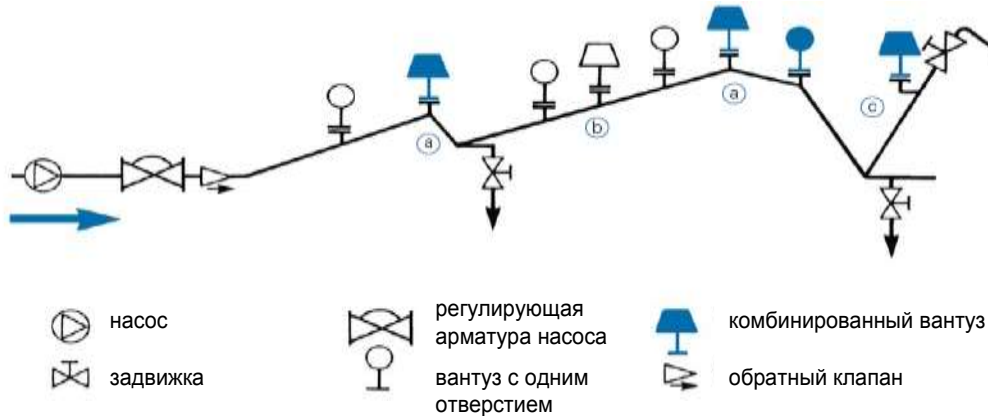 a
b
a
c
насос
задвижка
регулирующая
арматура насоса
вантуз с одним
отверстием
комбинированный вантуз
обратный клапан